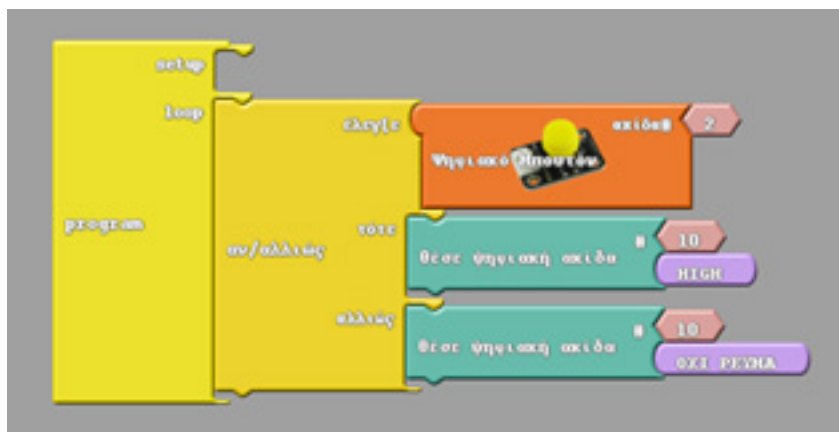 setup
loop
έλεγξε
ακίδα#
2
Ψηφιακό Μπουτόν
program
αν/αλλιώς
τότε
#
10
θέσε ψηφιακή ακίδα
HIGH
αλλιώς
#
10
θέσε ψηφιακή ακίδα
ΟΧΙ ΡΕΥΜΑ